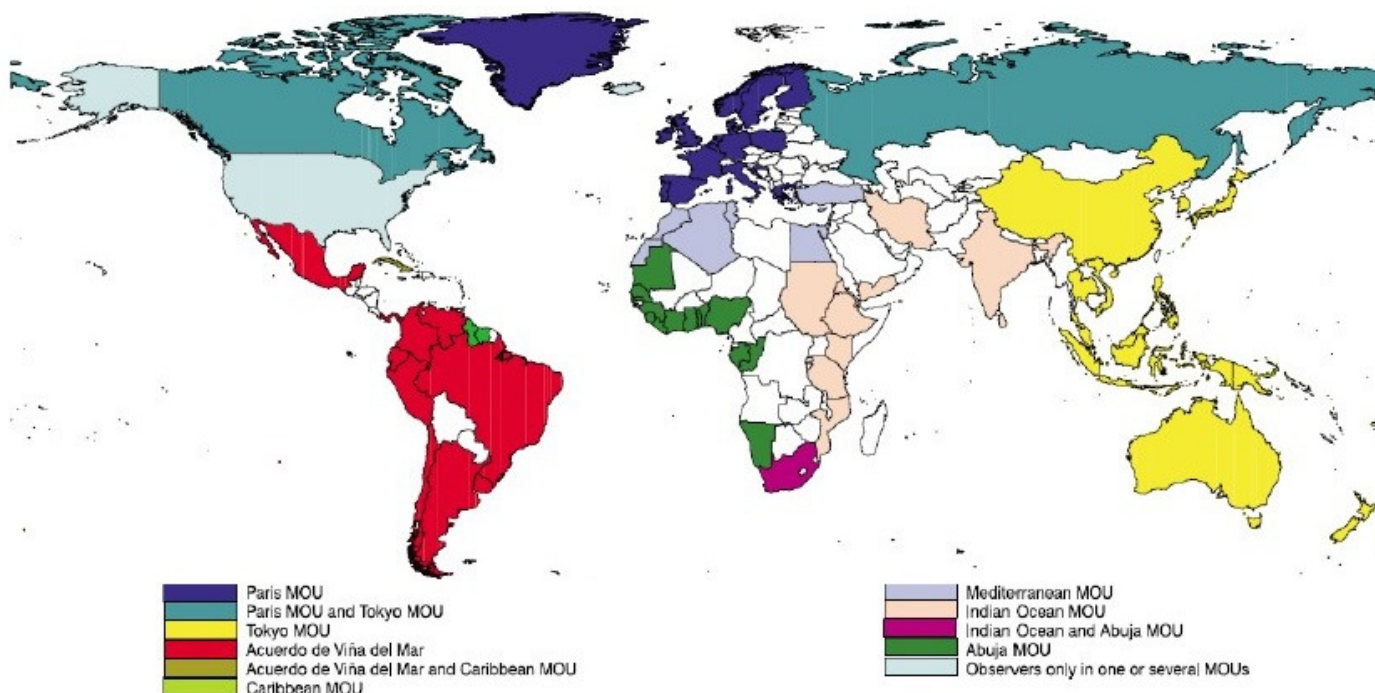 Paris MOU
Paris MOU and Tokyo MOU
Tokyo MOU
Acuerdo de Viña del Mar
Acuerdo de Viña del Mar and Caribbean MOU
Caribbean MOU
Mediterranean MOU
Indian Ocean MOU
Indian Ocean and Abuja MOU
Abuja MOU
Observers only in one or several MOUs